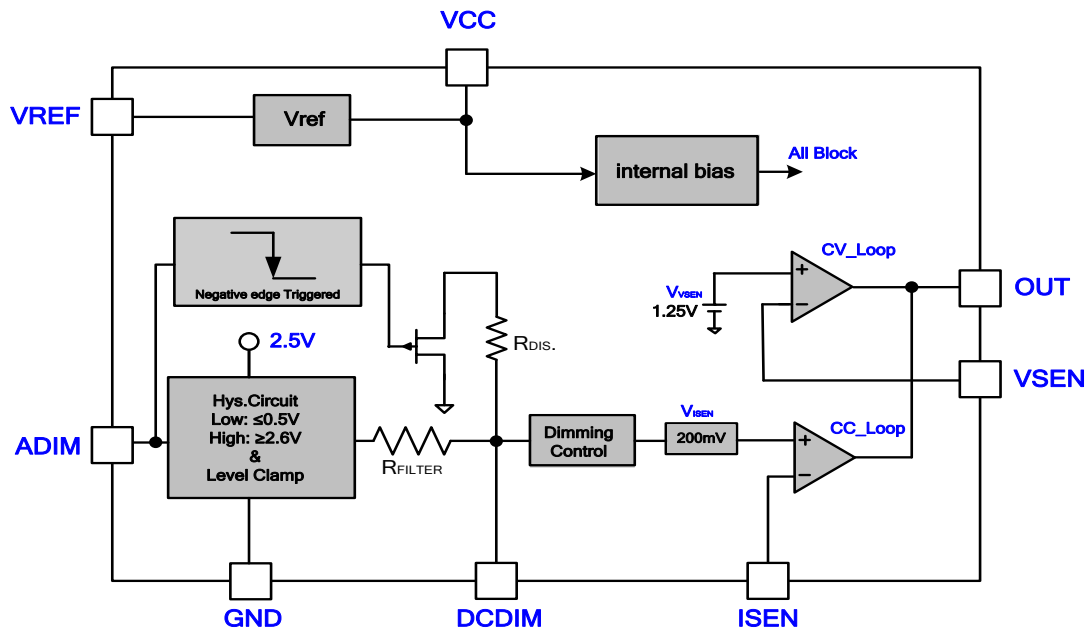 VCC
VREF
Vref
internal bias
All Block
Negative edge Triggered
2.5V
RDIS.
CV_Loop
+
−
VVSEN
1.25V
OUT
VSEN
ADIM
Hys.Circuit
Low: ≤0.5V
High: ≥2.6V
&
Level Clamp
RFILTER
Dimming
Control
VISEN
200mV
CC_Loop
+
−
GND
DCDIM
ISEN